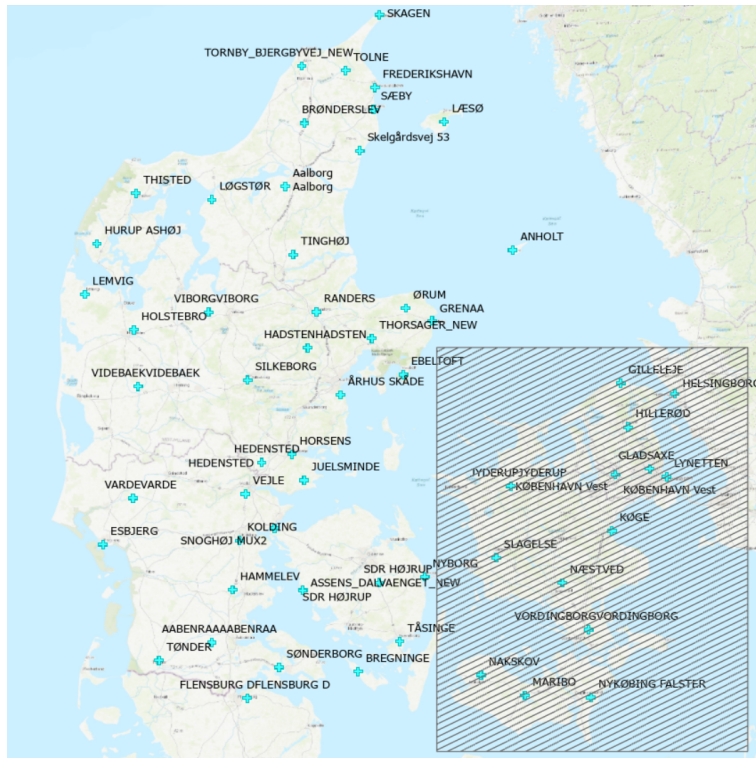 SKAGEN
TORNBY_BJERGBYVEJ_NEW
TOLNE
FREDERIKSHAVN
SÆBY
BRØNDERSLEV
LÆSØ
Skelgårdsvej 53
Aalborg
Aalborg
THISTED
LØGSTØR
HURUP ASHØJ
TINGHØJ
ANHOLT
LEMVIG
VIBORGVIBORG
RANDERS
ØRUM
GRENAA
HOLSTEBRO
HADSTENHADSTEN
THORSAGER_NEW
VIDEBAEKVIDEBAEK
SILKEBORG
EBELTOFT
ÅRHUS SKÅDE
GILLELEJE
HELSINGBORG
HILLERØD
HEDENSTED
HORSENS
HEDENSTED
JUELSMINDE
GLADSAXE
LYNETTEN
JYDERUPJYDERUP
KØBENHAVN Vest
KØBENHAVN Vest
VARDEVARDE
VEJLE
ESBJERG
KOLDING
SNOGHØJ MUX2
KØGE
SLAGELSE
NYBORG
SDR HØJRUP
HAMMELEV
ASSENS_DALVAENGET_NEW
SDR HØJRUP
NÆSTVED
AABENRAAAABENRAA
TÅSINGE
VORDINGBORGVORDINGBORG
TØNDER
SØNDERBORG
BREGNINGE
NAKSKOV
FLENSBURG DFLENSBURG D
MARIBO
NYKØBING FALSTER